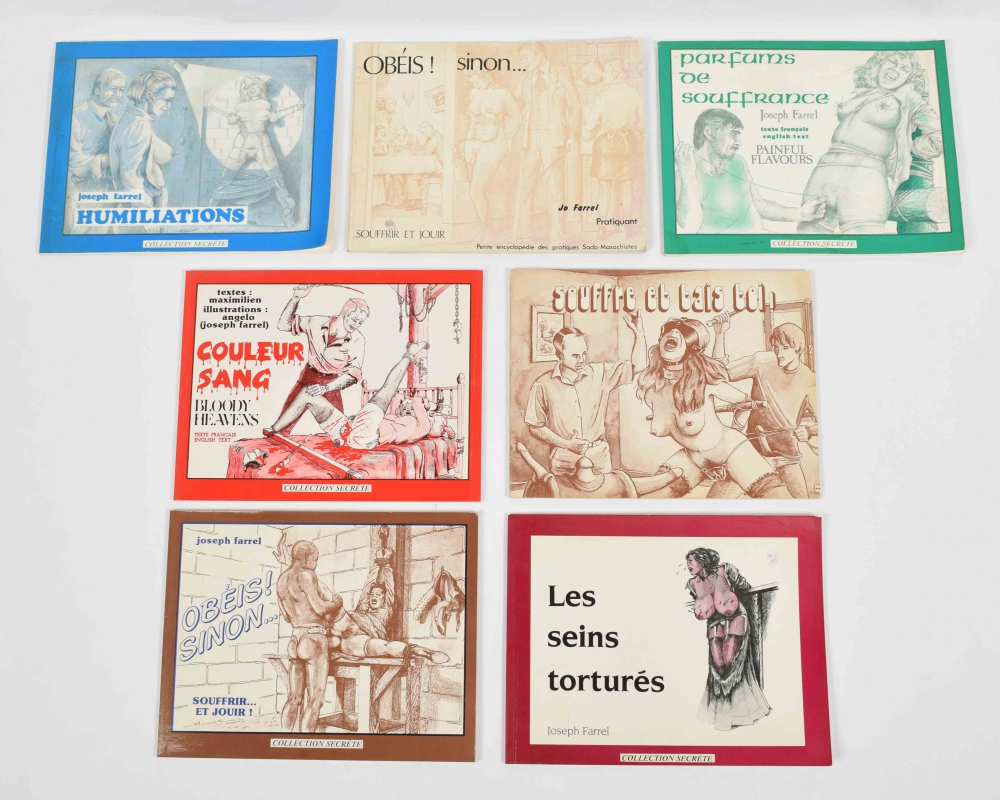 joseph farrel
HUMILIATIONS
COLLECTION SECRÈTE
OBÉIS ! sinon...
Jo Farrel
Pratiquant
SOUFFRIR ET JOUIR
Petite encyclopedie des pratiques Sado-Masochistes
parfums
de
souffrance
Joseph Farrel
texte français
english text
PAINFUL
FLAVOURS
COLLECTION SECRÈTE
textes :
maximilien
illustrations :
angelo
(joseph farrel)
COULEUR
SANG
BLOODY
HEAVENS
TEXTE FRANCAIS
ENGLISH TEXT
COLLECTION SECRÈTE
souffre et tais toi !
joseph farrel
OBÉIS!
SINON...
SOUFFRIR...
ET JOUIR !
COLLECTION SECRÈTE
Les
seins
torturés
Joseph Farrel
COLLECTION SECRÈTE